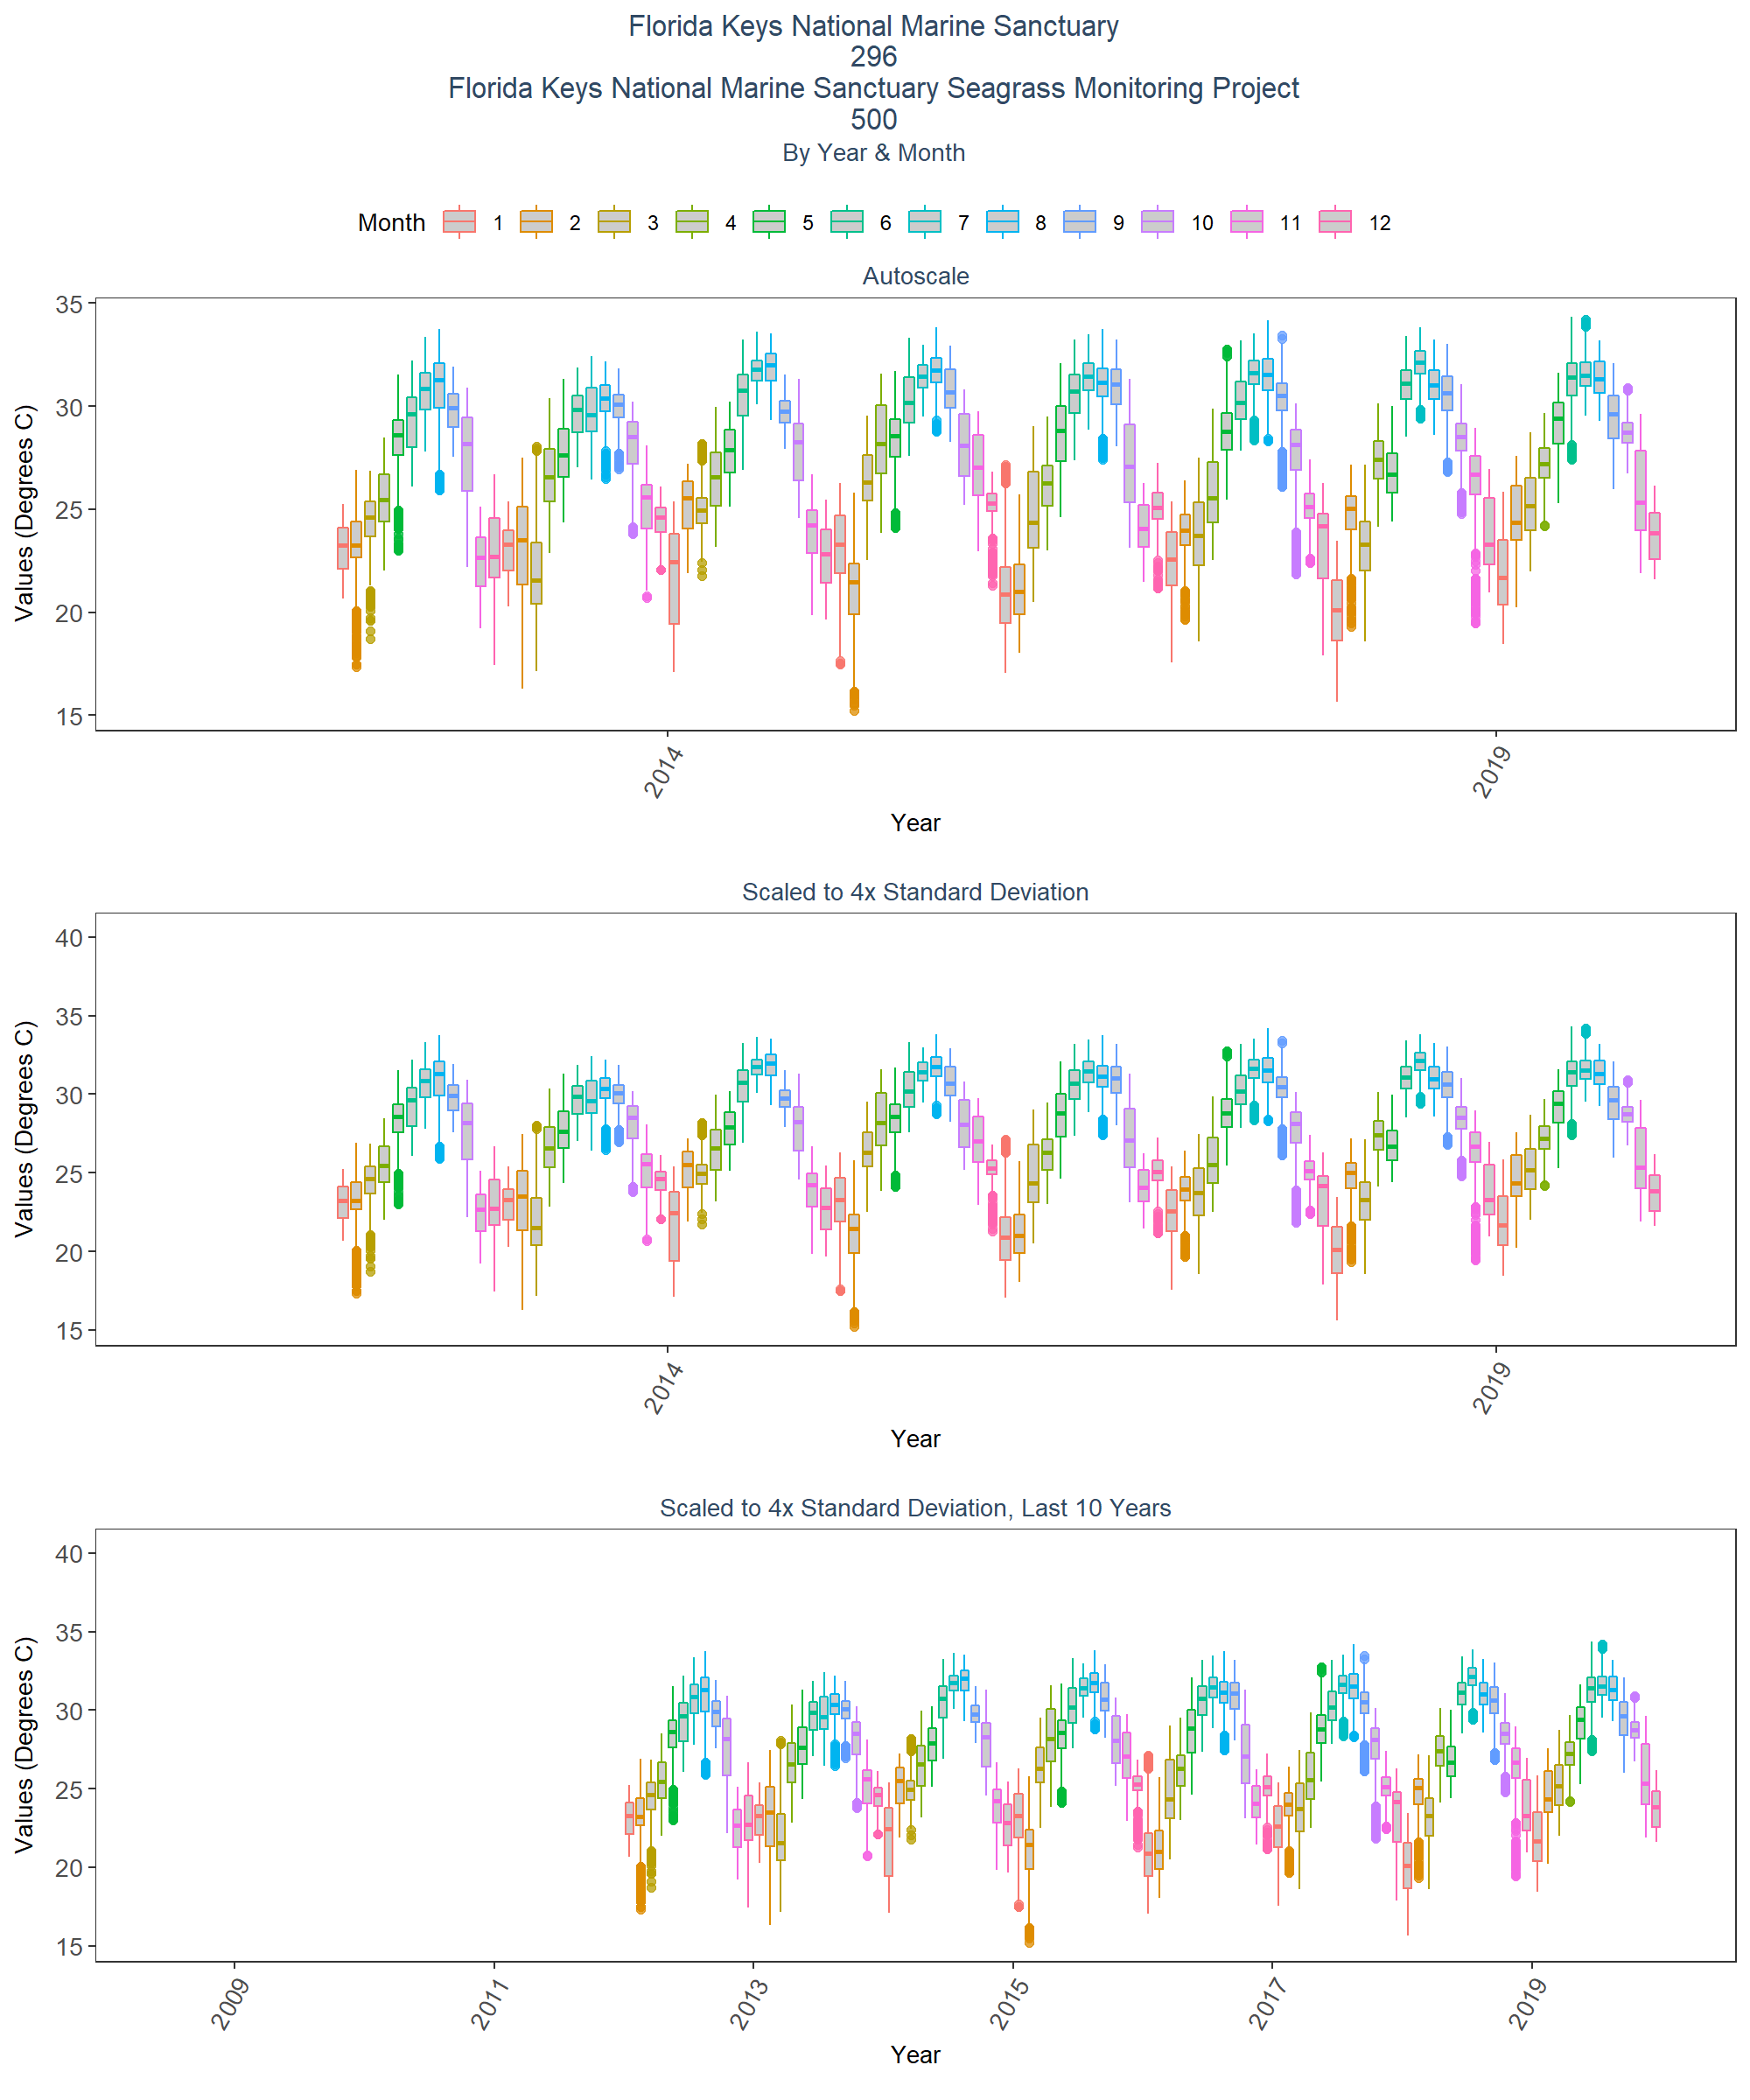 Florida Keys National Marine Sanctuary
296
Florida Keys National Marine Sanctuary Seagrass Monitoring Project
500
By Year & Month
Month 1 2 3 4 5 6 7 8 9 10 11 12
Autoscale
Values (Degrees C)
35
30
25
20
15
2014 2019
Year
Scaled to 4x Standard Deviation
Values (Degrees C)
40
35
30
25
20
15
2014 2019
Year
Scaled to 4x Standard Deviation, Last 10 Years
Values (Degrees C)
40
35
30
25
20
15
2009 2011 2013 2015 2017 2019
Year